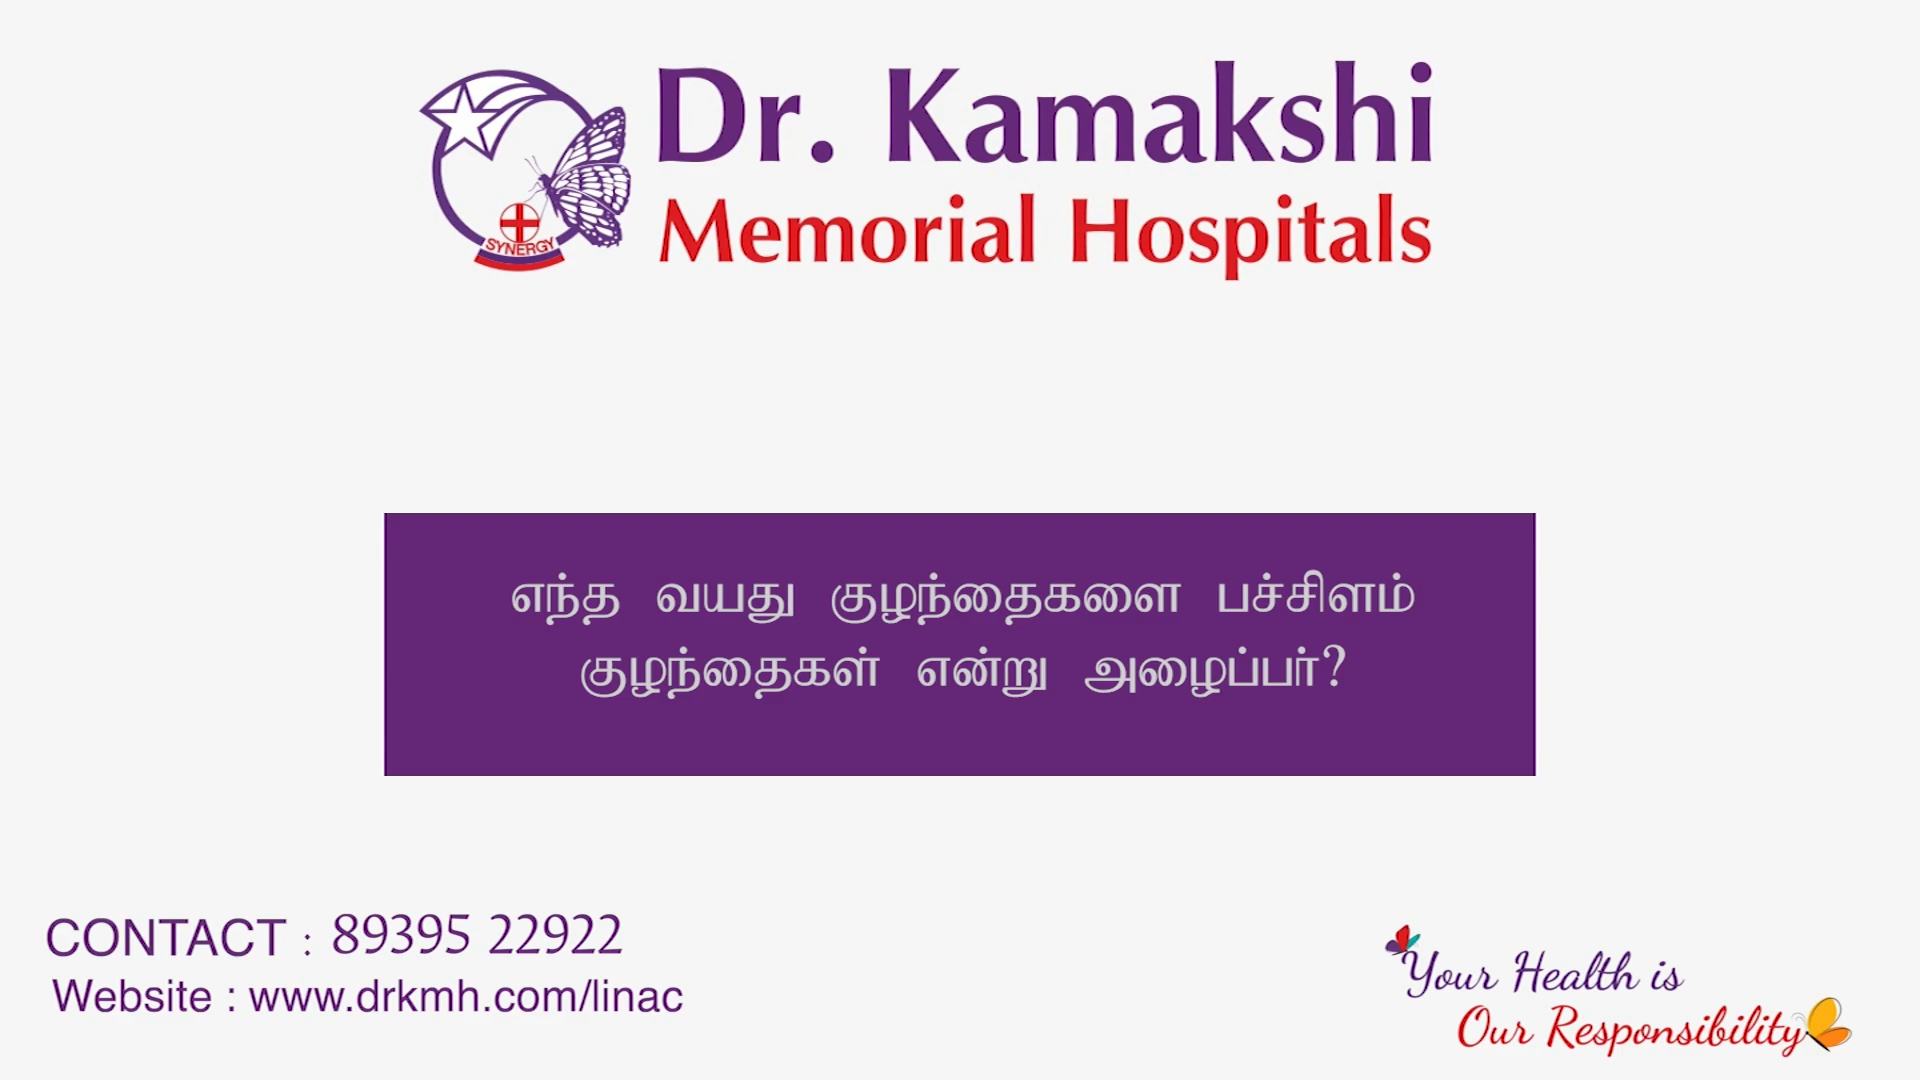 Dr. Kamakshi
Memorial Hospitals
SYNERGY
எந்த வயது குழந்தைகளை பச்சிளம்
குழந்தைகள் என்று அழைப்பர்?
CONTACT : 89395 22922
Website : www.drkmh.com/linac
Your Health is
Our Responsibility